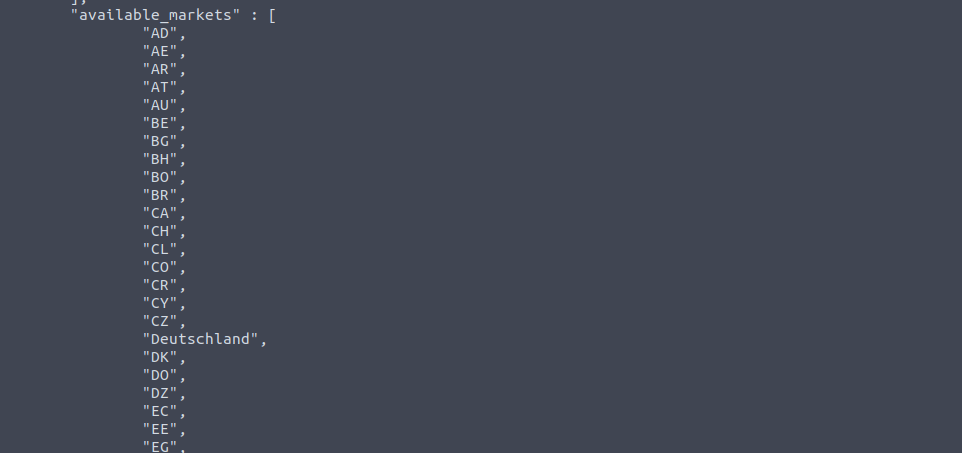 ],
"available_markets" : [
"AD",
"AE",
"AR",
"AT",
"AU",
"BE",
"BG",
"BH",
"BO",
"BR",
"CA",
"CH",
"CL",
"CO",
"CR",
"CY",
"CZ",
"Deutschland",
"DK",
"DO",
"DZ",
"EC",
"EE",
"EG",